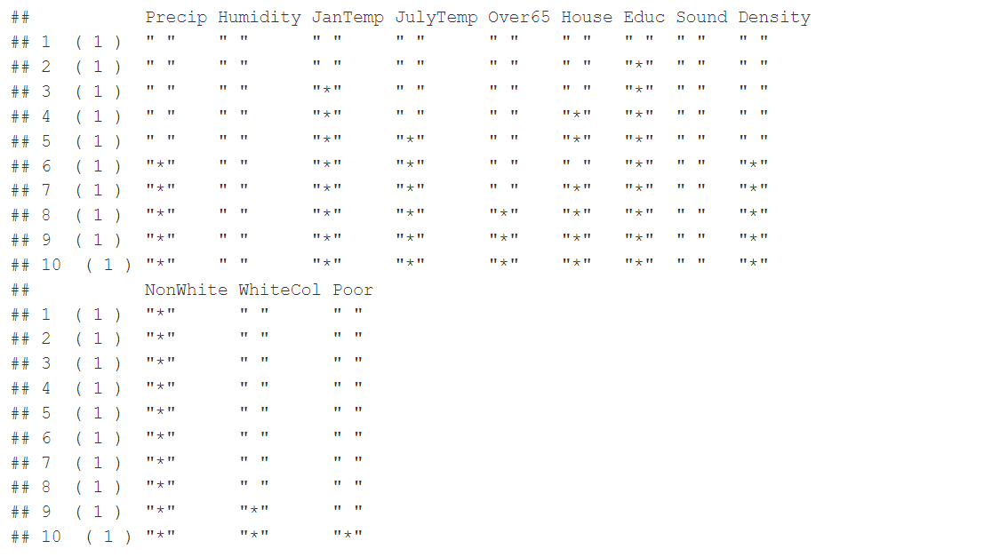 ##            Precip Humidity JanTemp JulyTemp Over65 House Educ Sound Density
## 1  ( 1 )  " "    " "      " "     " "      " "    " "   " "  " "   " "
## 2  ( 1 )  " "    " "      " "     " "      " "    " "   "*"  " "   " "
## 3  ( 1 )  " "    " "      "*"     " "      " "    " "   "*"  " "   " "
## 4  ( 1 )  " "    " "      "*"     " "      " "    "*"   "*"  " "   " "
## 5  ( 1 )  " "    " "      "*"     "*"      " "    "*"   "*"  " "   " "
## 6  ( 1 )  "*"    " "      "*"     "*"      " "    " "   "*"  " "   "*"
## 7  ( 1 )  "*"    " "      "*"     "*"      " "    "*"   "*"  " "   "*"
## 8  ( 1 )  "*"    " "      "*"     "*"      "*"    "*"   "*"  " "   "*"
## 9  ( 1 )  "*"    " "      "*"     "*"      "*"    "*"   "*"  " "   "*"
## 10  ( 1 ) "*"    " "      "*"     "*"      "*"    "*"   "*"  " "   "*"
##            NonWhite WhiteCol Poor
## 1  ( 1 )  "*"      " "      " "
## 2  ( 1 )  "*"      " "      " "
## 3  ( 1 )  "*"      " "      " "
## 4  ( 1 )  "*"      " "      " "
## 5  ( 1 )  "*"      " "      " "
## 6  ( 1 )  "*"      " "      " "
## 7  ( 1 )  "*"      " "      " "
## 8  ( 1 )  "*"      " "      " "
## 9  ( 1 )  "*"      "*"      " "
## 10  ( 1 ) "*"      "*"      "*"